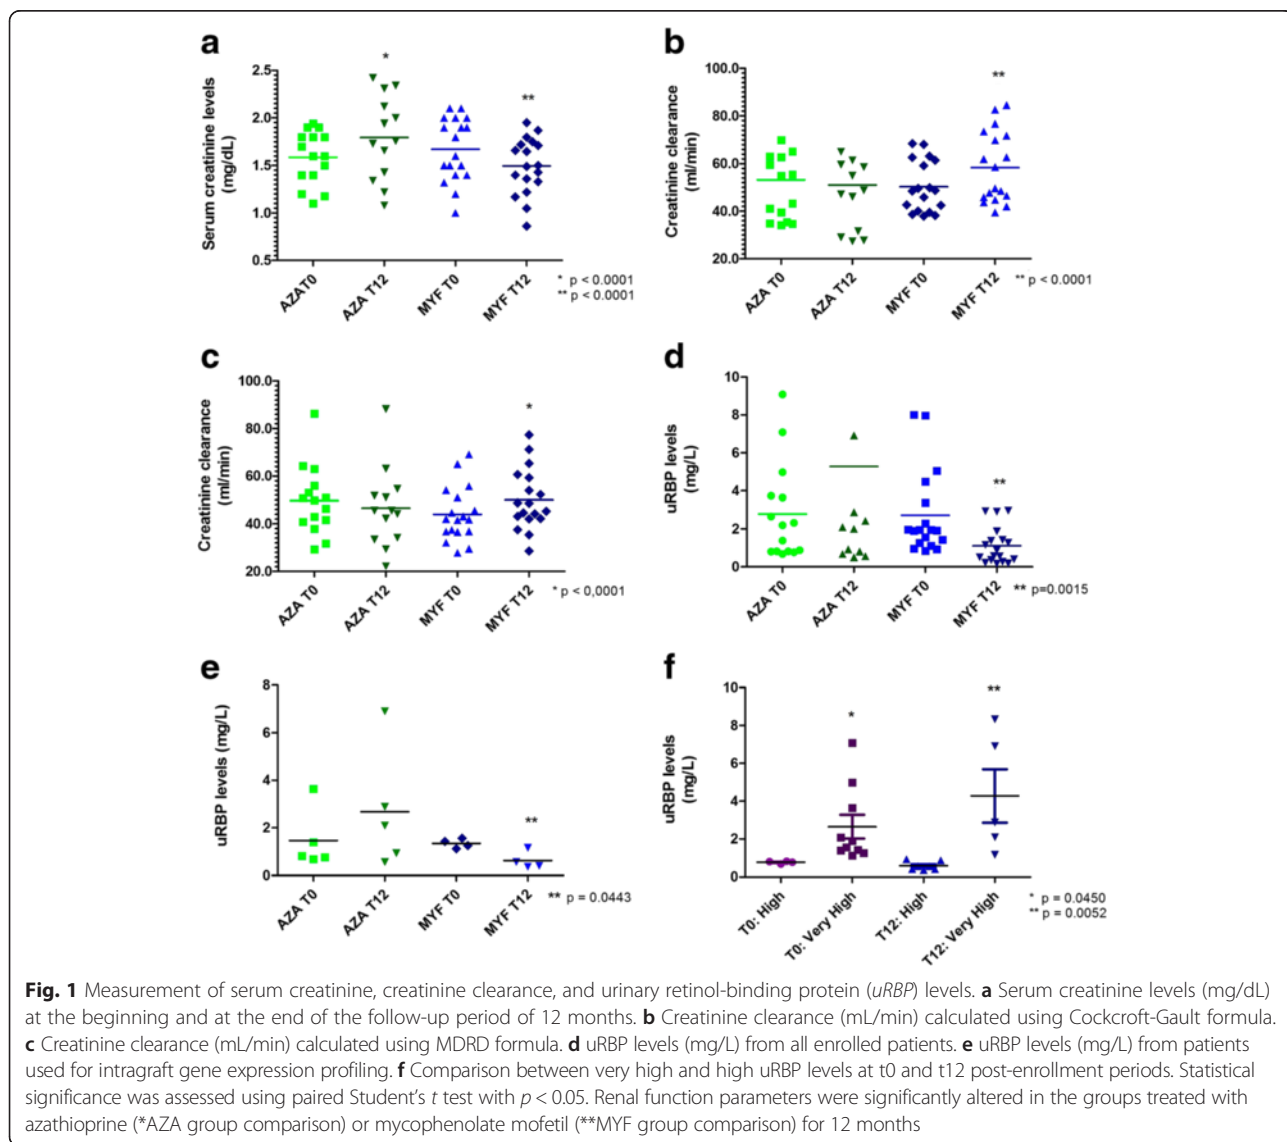 a
Serum creatinine levels
(mg/dL)
2.5
2.0
1.5
1.0
0.5
*
**
AZAT0
AZA T12
MYF T0
MYF T12
* p < 0.0001
** p < 0.0001
b
Creatinine clearance
(ml/min)
100.0
80.0
60.0
40.0
20.0
**
AZA T0
AZA T12
MYF T0
MYF T12
** p < 0.0001
c
Creatinine clearance
(ml/min)
100.0
80.0
60.0
40.0
20.0
*
AZA T0
AZA T12
MYF T0
MYF T12
* p < 0,0001
d
uRBP levels
(mg/L)
10
8
6
4
2
0
**
AZA T0
AZA T12
MYF T0
MYF T12
** p=0.0015
e
uRBP levels (mg/L)
8
6
4
2
0
**
AZA T0
AZA T12
MYF T0
MYF T12
** p = 0.0443
f
uRBP levels
(mg/L)
10
8
6
4
2
0
*
**
T0: High
T0: Very High
T12: High
T12: Very High
* p = 0.0450
** p = 0.0052
Fig. 1 Measurement of serum creatinine, creatinine clearance, and urinary retinol-binding protein (uRBP) levels. a Serum creatinine levels (mg/dL)
at the beginning and at the end of the follow-up period of 12 months. b Creatinine clearance (mL/min) calculated using Cockcroft-Gault formula.
c Creatinine clearance (mL/min) calculated using MDRD formula. d uRBP levels (mg/L) from all enrolled patients. e uRBP levels (mg/L) from patients
used for intragraft gene expression profiling. f Comparison between very high and high uRBP levels at t0 and t12 post-enrollment periods. Statistical
significance was assessed using paired Student's t test with p < 0.05. Renal function parameters were significantly altered in the groups treated with
azathioprine (*AZA group comparison) or mycophenolate mofetil (**MYF group comparison) for 12 months